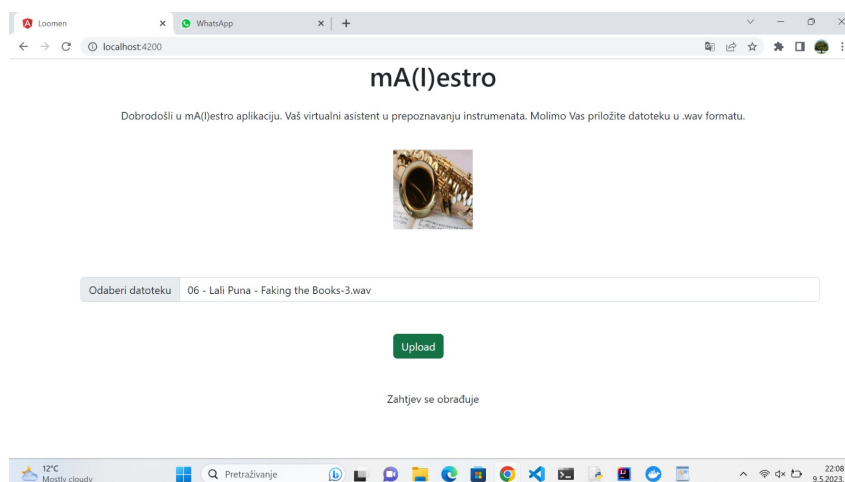 Loomen
WhatsApp
localhost:4200
mA(I)estro
Dobrodošli u mA(I)estro aplikaciju. Vaš virtualni asistent u prepoznavanju instrumenata. Molimo Vas priložite datoteku u .wav formatu.
Odaberi datoteku 06 - Lali Puna - Faking the Books-3.wav
Upload
Zahtjev se obrađuje
12°C
Mostly cloudy
Pretraživanje
22:08
9.5.2023.